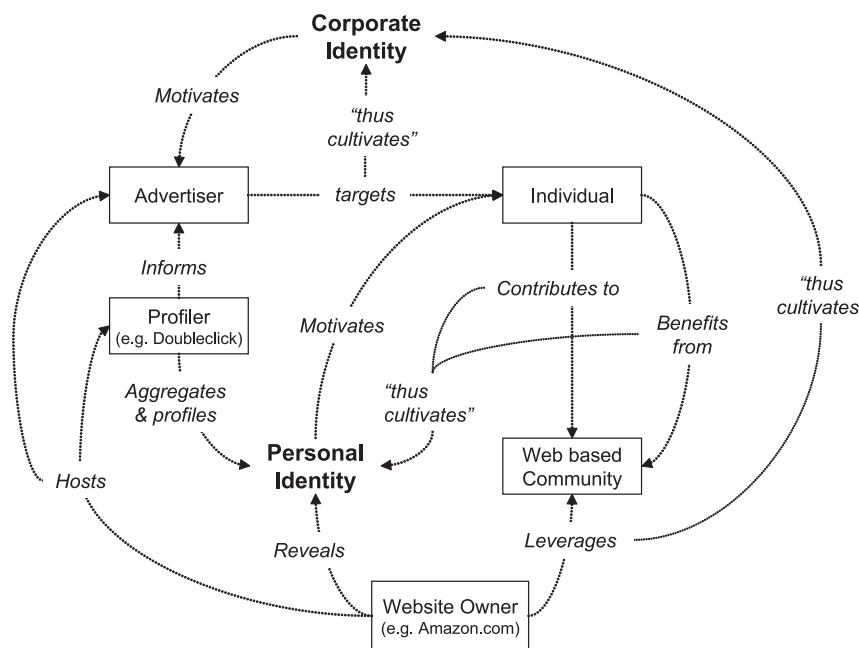 Corporate
Identity
Motivates
“thus
cultivates”
Advertiser
targets
Individual
Informs
Contributes to
“thus
cultivates
Profiler
(e.g. Doubleclick)
Motivates
Benefits
from
Aggregates
& profiles
“thus
cultivates”
Personal
Identity
Web based
Community
Hosts
Reveals
Leverages
Website Owner
(e.g. Amazon.com)